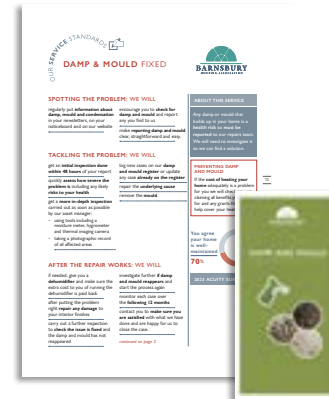 OUR SERVICE STANDARDS
DAMP & MOULD FIXED
BARNSBURY
HOUSING ASSOCIATION
SPOTTING THE PROBLEM: WE WILL
regularly put information about
damp, mould and condensation
in your newsletters, on your
noticeboard and on our website
encourage you to check for
damp and mould and report
any you find to us
make reporting damp and mould
clear, straightforward and easy.
TACKLING THE PROBLEM: WE WILL
get an initial inspection done
within 48 hours of your report
quickly assess how severe the
problem is including any likely
risks to your health
get a more in-depth inspection
carried out as soon as possible
by our asset manager:
- using tools including a
moisture meter, hygrometer
and thermal imaging camera
- taking a photographic record
of all affected areas
log new cases on our damp
and mould register or update
any case already on the register
repair the underlying cause
remove the mould.
AFTER THE REPAIR WORKS: WE WILL
if needed, give you a
dehumidifier and make sure the
extra cost to you of running the
dehumidifier is paid back
after putting the problem
right repair any damage to
your interior finishes
carry out a further inspection
to check the issue is fixed and
the damp and mould has not
reappeared
investigate further if damp
and mould reappears and
start the process again
monitor each case over
the following 12 months
contact you to make sure you
are satisfied with what we have
done and are happy for us to
close the case.
continued on page 2
ABOUT THIS SERVICE
Any damp or mould that
builds up in your home is a
health risk so must be
reported to our repairs team.
We will need to investigate it
so we can find a solution.
PREVENTING DAMP
AND MOULD
If the cost of heating your
home adequately is a problem
for you we will
claiming all benefits
for and any grants
help cover your
You agree
your home
is well-
maintained
70%
2023 ACUITY